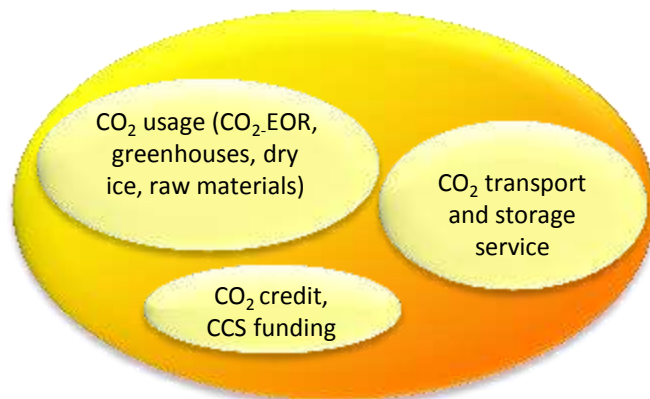 CO₂ usage (CO₂-EOR,
greenhouses, dry
ice, raw materials)
CO₂ transport
and storage
service
CO₂ credit,
CCS funding